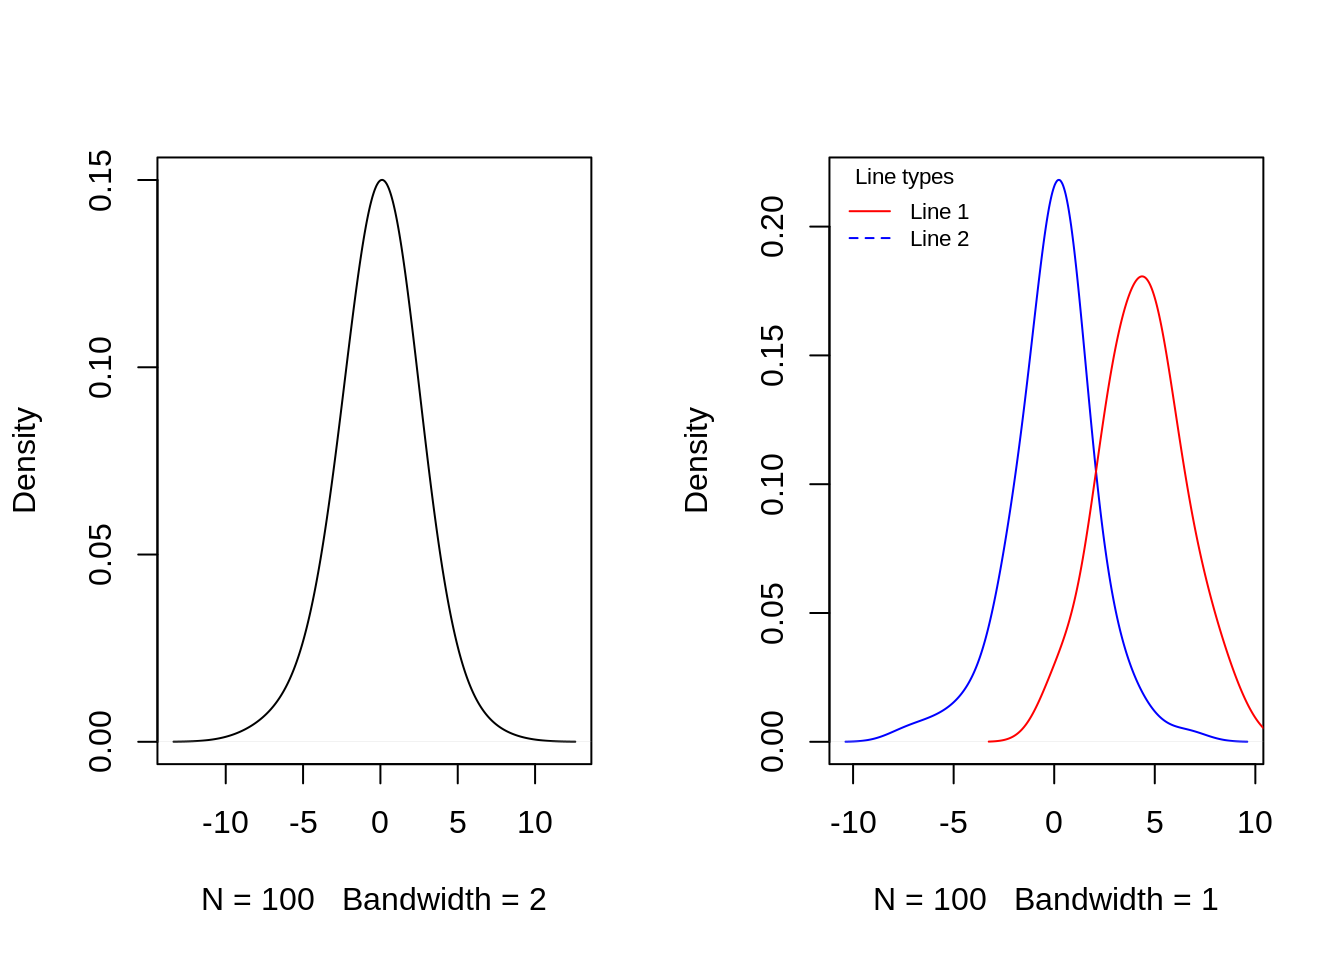 Density
0.15
0.10
0.05
0.00
-10 -5 0 5 10
N = 100 Bandwidth = 2
Density
0.20
0.15
0.10
0.05
0.00
Line types
Line 1
Line 2
-10 -5 0 5 10
N = 100 Bandwidth = 1